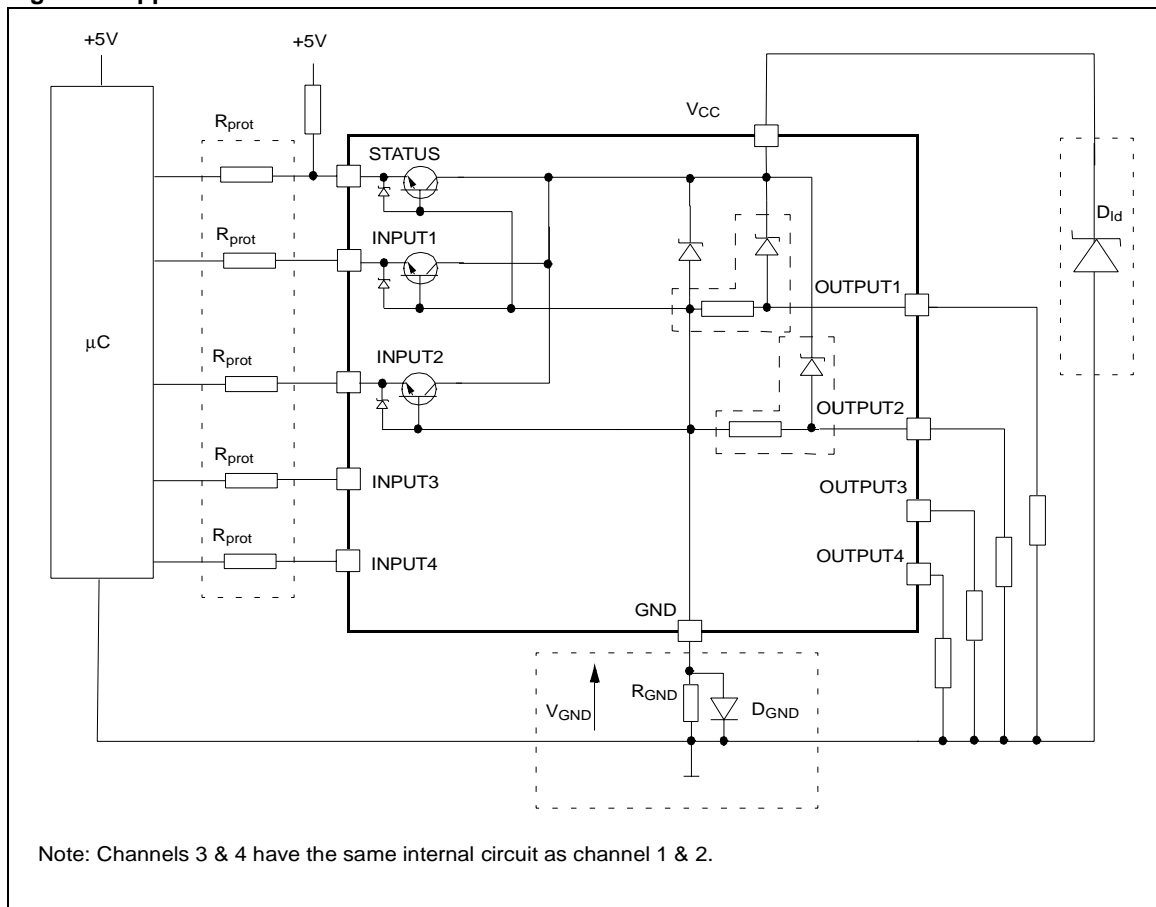 +5V
+5V
Rprot
VCC
STATUS
Dld
Rprot
INPUT1
OUTPUT1
μC
Rprot
INPUT2
OUTPUT2
Rprot
INPUT3
OUTPUT3
Rprot
INPUT4
OUTPUT4
GND
RGND
VGND
DGND
Note: Channels 3 & 4 have the same internal circuit as channel 1 & 2.